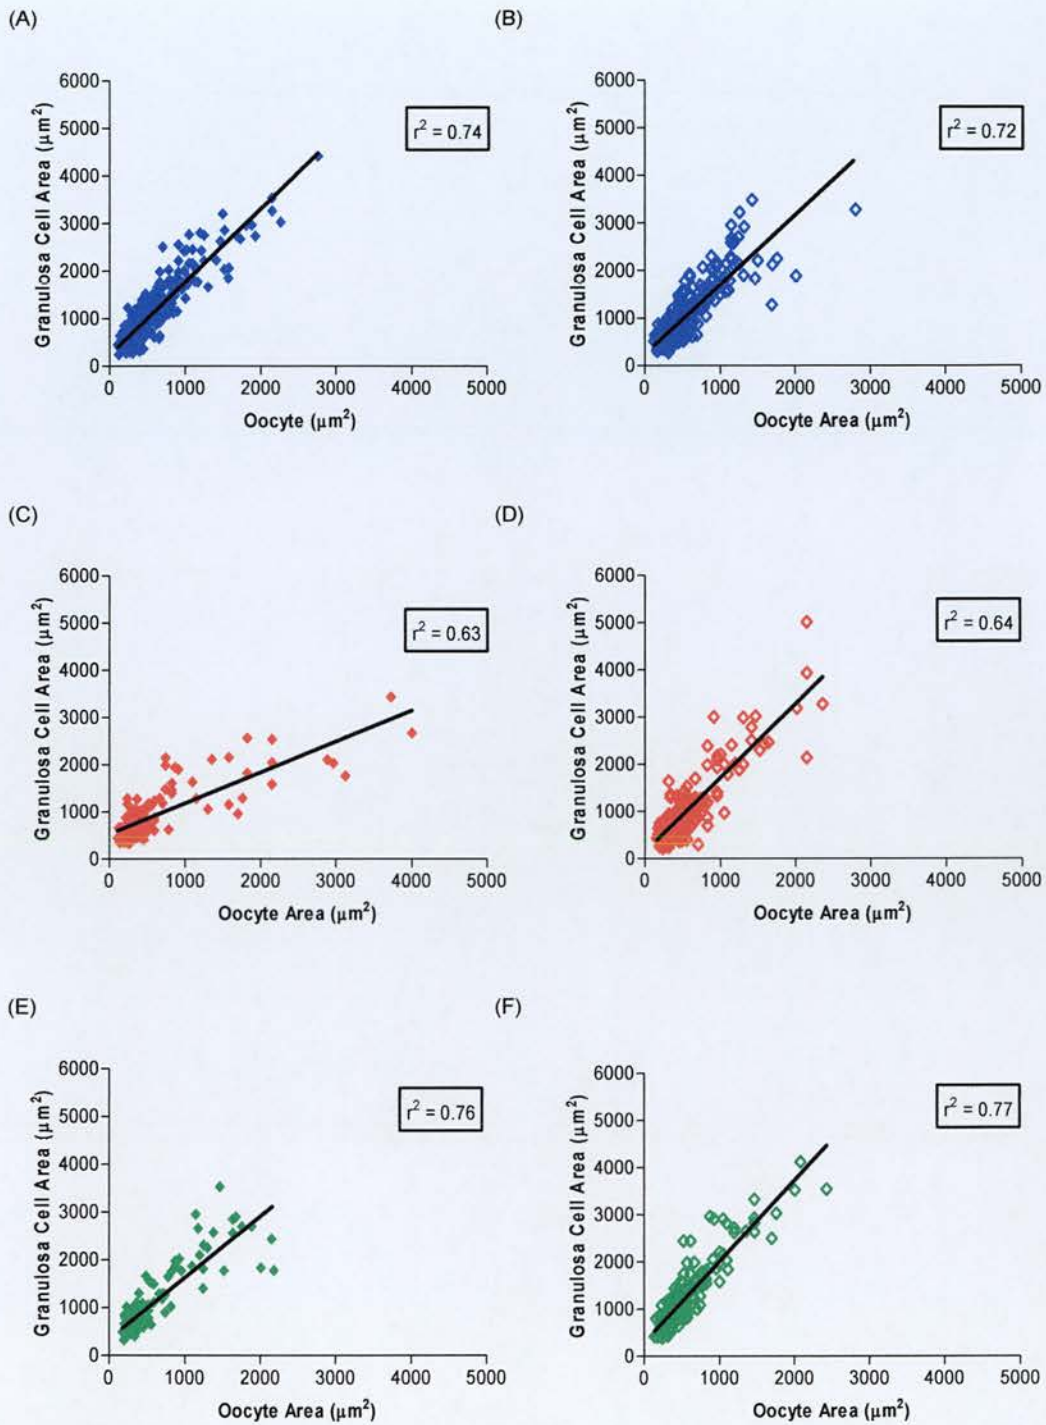 (A)
(B)
6000
5000
4000
3000
2000
1000
0
Granulosa Cell Area (μm²)
r² = 0.74
0 1000 2000 3000 4000 5000
Oocyte (μm²)
6000
5000
4000
3000
2000
1000
0
Granulosa Cell Area (μm²)
r² = 0.72
0 1000 2000 3000 4000 5000
Oocyte Area (μm²)
(C)
(D)
6000
5000
4000
3000
2000
1000
0
Granulosa Cell Area (μm²)
r² = 0.63
0 1000 2000 3000 4000 5000
Oocyte Area (μm²)
6000
5000
4000
3000
2000
1000
0
Granulosa Cell Area (μm²)
r² = 0.64
0 1000 2000 3000 4000 5000
Oocyte Area (μm²)
(E)
(F)
6000
5000
4000
3000
2000
1000
0
Granulosa Cell Area (μm²)
r² = 0.76
0 1000 2000 3000 4000 5000
Oocyte Area (μm²)
6000
5000
4000
3000
2000
1000
0
Granulosa Cell Area (μm²)
r² = 0.77
0 1000 2000 3000 4000 5000
Oocyte Area (μm²)